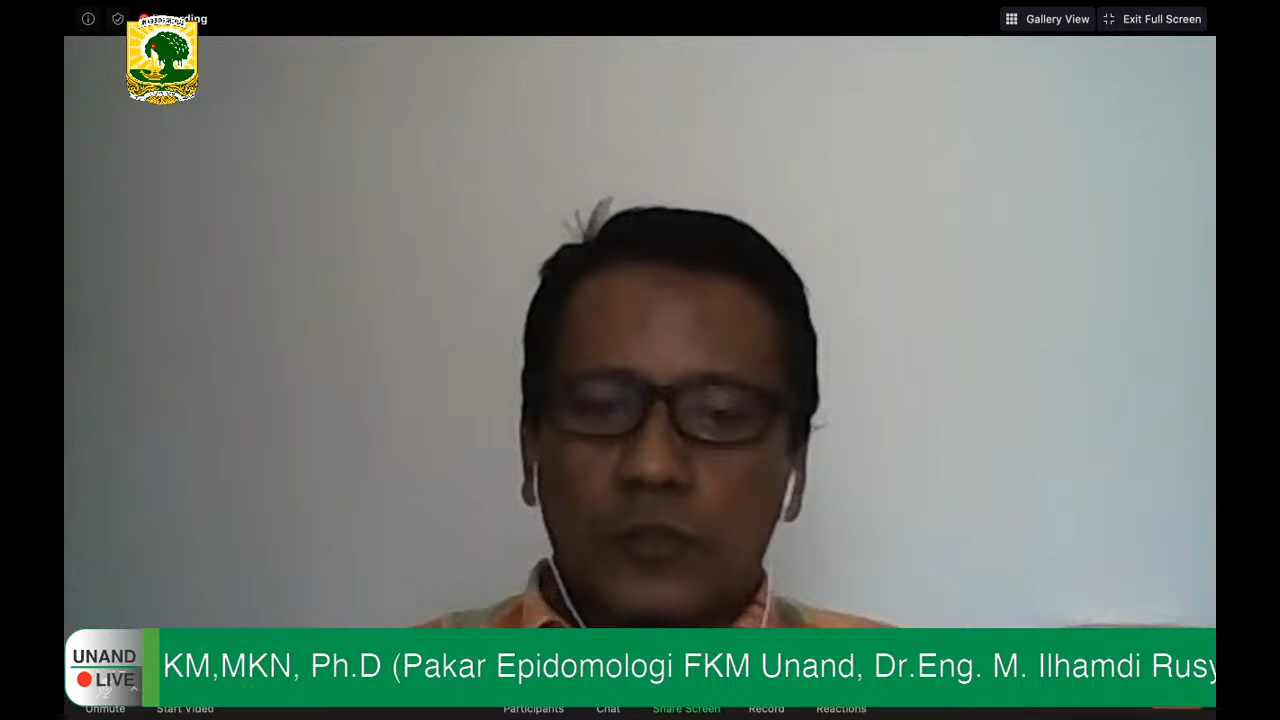 Gallery View
Exit Full Screen
UNAND
LIVE
KM,MKN, Ph.D (Pakar Epidomologi FKM Unand, Dr.Eng. M. Ilhamdi Rusy
Unmute
Start Video
Participants
Chat
Share Screen
Record
Reactions